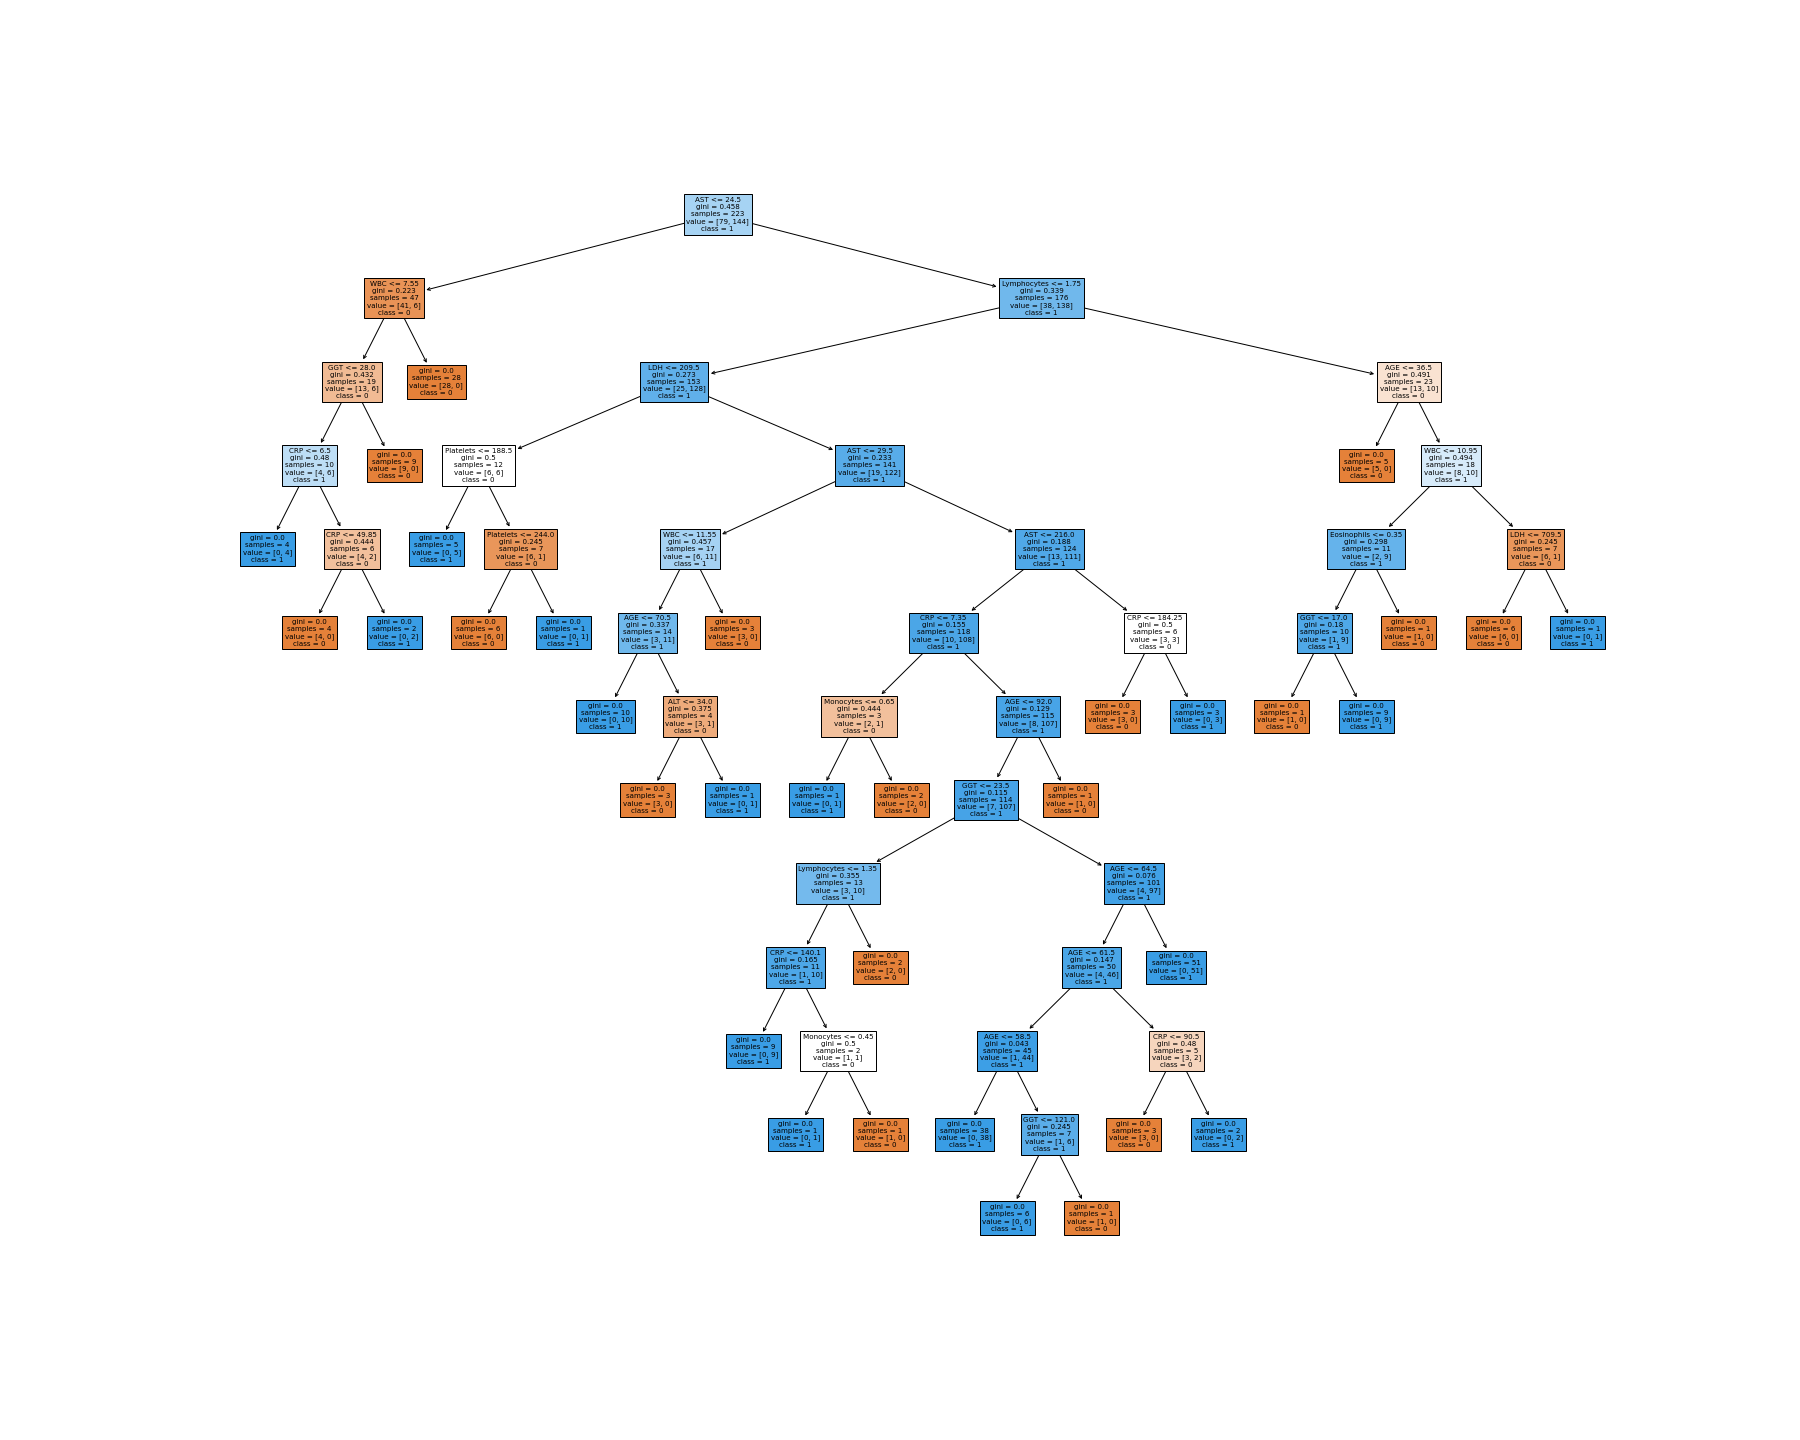 AST <= 24.5
gini = 0.458
samples = 223
value = [79, 144]
class = 1
WBC <= 7.55
gini = 0.223
samples = 47
value = [41, 6]
class = 0
Lymphocytes <= 1.75
gini = 0.339
samples = 176
value = [38, 138]
class = 1
GGT <= 28.0
gini = 0.432
samples = 19
value = [13, 6]
class = 0
gini = 0.0
samples = 28
value = [28, 0]
class = 0
LDH <= 209.5
gini = 0.273
samples = 153
value = [25, 128]
class = 1
AGE <= 36.5
gini = 0.491
samples = 23
value = [13, 10]
class = 0
CRP <= 6.5
gini = 0.48
samples = 10
value = [4, 6]
class = 1
gini = 0.0
samples = 9
value = [9, 0]
class = 0
Platelets <= 188.5
gini = 0.5
samples = 12
value = [6, 6]
class = 0
AST <= 29.5
gini = 0.233
samples = 141
value = [19, 122]
class = 1
gini = 0.0
samples = 5
value = [5, 0]
class = 0
WBC <= 10.95
gini = 0.494
samples = 18
value = [8, 10]
class = 1
gini = 0.0
samples = 4
value = [0, 4]
class = 1
CRP <= 49.85
gini = 0.444
samples = 6
value = [4, 2]
class = 0
gini = 0.0
samples = 5
value = [0, 5]
class = 1
Platelets <= 244.0
gini = 0.245
samples = 7
value = [6, 1]
class = 0
WBC <= 11.55
gini = 0.457
samples = 17
value = [6, 11]
class = 1
AST <= 216.0
gini = 0.188
samples = 124
value = [13, 111]
class = 1
Eosinophils <= 0.35
gini = 0.298
samples = 11
value = [2, 9]
class = 1
LDH <= 709.5
gini = 0.245
samples = 7
value = [6, 1]
class = 0
gini = 0.0
samples = 4
value = [4, 0]
class = 0
gini = 0.0
samples = 2
value = [0, 2]
class = 1
gini = 0.0
samples = 6
value = [6, 0]
class = 0
gini = 0.0
samples = 1
value = [0, 1]
class = 1
AGE <= 70.5
gini = 0.337
samples = 14
value = [3, 11]
class = 1
gini = 0.0
samples = 3
value = [3, 0]
class = 0
CRP <= 7.35
gini = 0.155
samples = 118
value = [10, 108]
class = 1
CRP <= 184.25
gini = 0.5
samples = 6
value = [3, 3]
class = 0
GGT <= 17.0
gini = 0.18
samples = 10
value = [1, 9]
class = 1
gini = 0.0
samples = 1
value = [1, 0]
class = 0
gini = 0.0
samples = 6
value = [6, 0]
class = 0
gini = 0.0
samples = 1
value = [0, 1]
class = 1
gini = 0.0
samples = 10
value = [0, 10]
class = 1
ALT <= 34.0
gini = 0.375
samples = 4
value = [3, 1]
class = 0
Monocytes <= 0.65
gini = 0.444
samples = 3
value = [2, 1]
class = 0
AGE <= 92.0
gini = 0.129
samples = 115
value = [8, 107]
class = 1
gini = 0.0
samples = 3
value = [3, 0]
class = 0
gini = 0.0
samples = 3
value = [0, 3]
class = 1
gini = 0.0
samples = 1
value = [1, 0]
class = 0
gini = 0.0
samples = 9
value = [0, 9]
class = 1
gini = 0.0
samples = 3
value = [3, 0]
class = 0
gini = 0.0
samples = 1
value = [0, 1]
class = 1
gini = 0.0
samples = 1
value = [0, 1]
class = 1
gini = 0.0
samples = 2
value = [2, 0]
class = 0
GGT <= 23.5
gini = 0.115
samples = 114
value = [7, 107]
class = 1
gini = 0.0
samples = 1
value = [1, 0]
class = 0
Lymphocytes <= 1.35
gini = 0.355
samples = 13
value = [3, 10]
class = 1
AGE <= 64.5
gini = 0.076
samples = 101
value = [4, 97]
class = 1
CRP <= 140.1
gini = 0.165
samples = 11
value = [1, 10]
class = 1
gini = 0.0
samples = 2
value = [2, 0]
class = 0
AGE <= 61.5
gini = 0.147
samples = 50
value = [4, 46]
class = 1
gini = 0.0
samples = 51
value = [0, 51]
class = 1
gini = 0.0
samples = 9
value = [0, 9]
class = 1
Monocytes <= 0.45
gini = 0.5
samples = 2
value = [1, 1]
class = 0
AGE <= 58.5
gini = 0.043
samples = 45
value = [1, 44]
class = 1
CRP <= 90.5
gini = 0.48
samples = 5
value = [3, 2]
class = 0
gini = 0.0
samples = 1
value = [0, 1]
class = 1
gini = 0.0
samples = 1
value = [1, 0]
class = 0
gini = 0.0
samples = 38
value = [0, 38]
class = 1
GGT <= 121.0
gini = 0.245
samples = 7
value = [1, 6]
class = 1
gini = 0.0
samples = 3
value = [3, 0]
class = 0
gini = 0.0
samples = 2
value = [0, 2]
class = 1
gini = 0.0
samples = 6
value = [0, 6]
class = 1
gini = 0.0
samples = 1
value = [1, 0]
class = 0